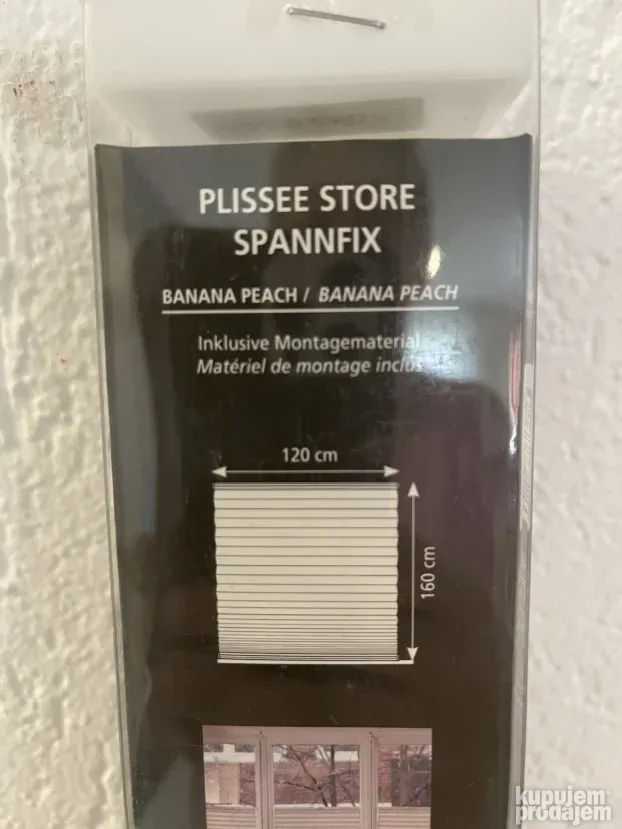 PLISSEE STORE
SPANNFIX
BANANA PEACH / BANANA PEACH
Inklusive Montagematerial
Matériel de montage inclus
120 cm
160 cm
kupujem
prodajem